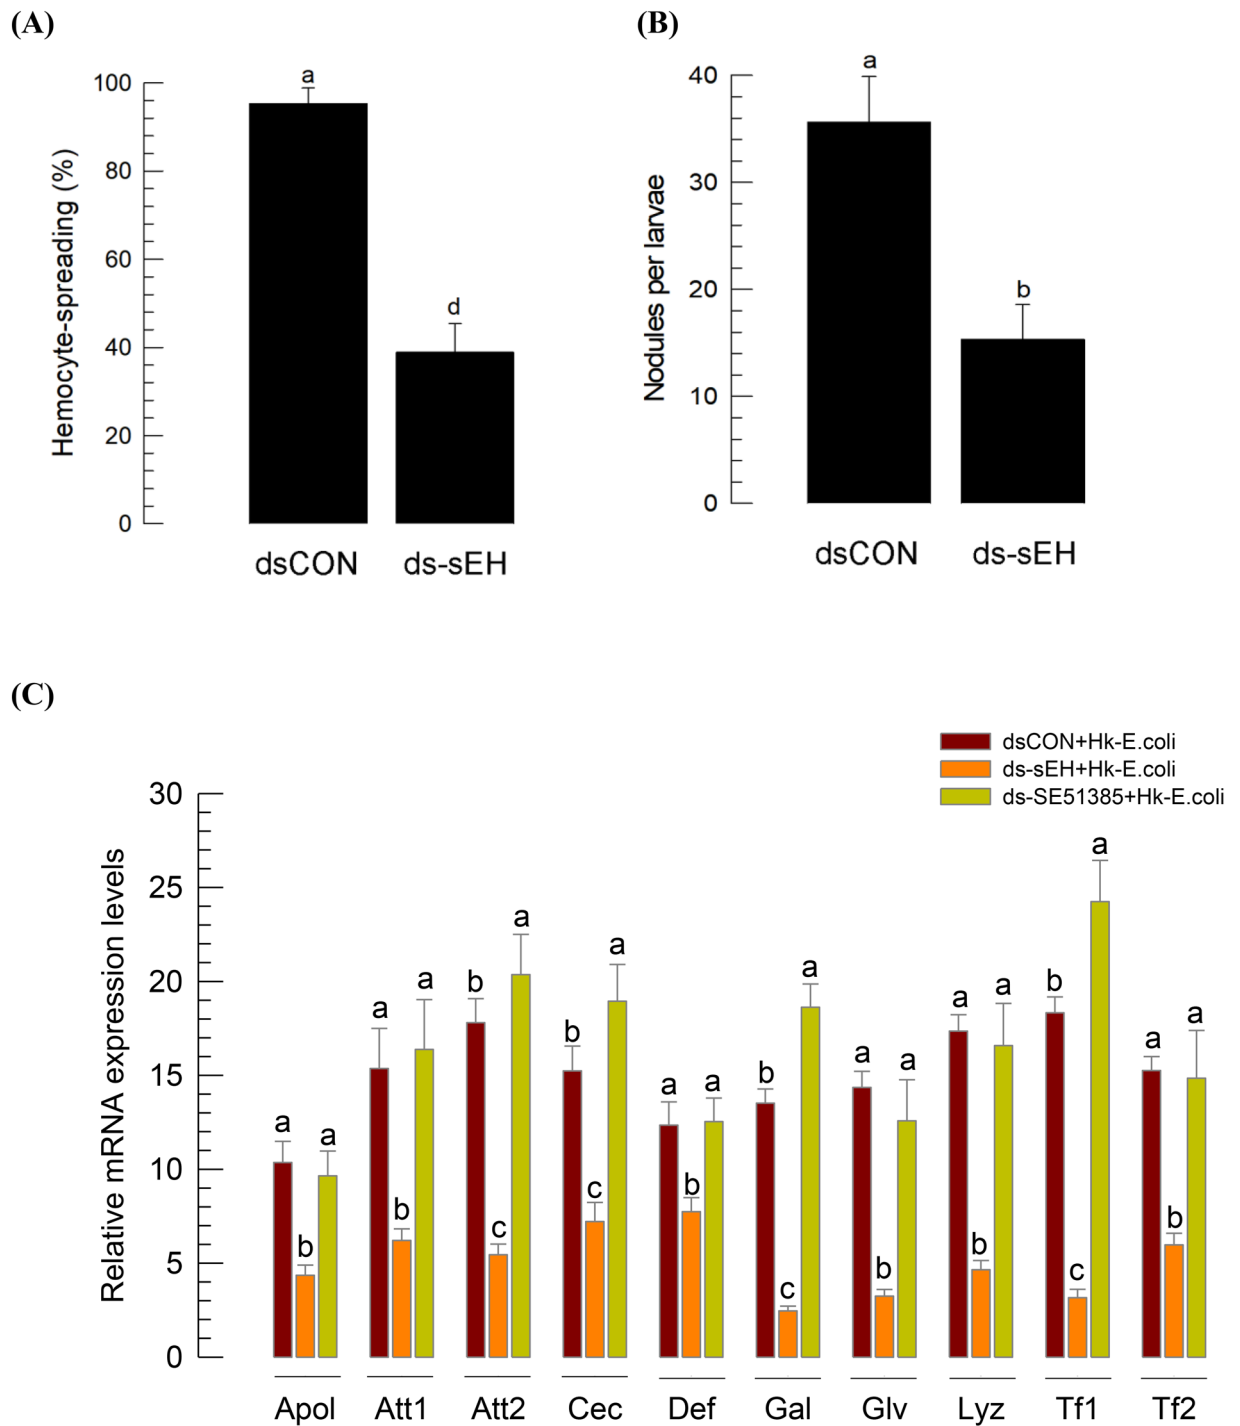 (A)
(B)
a
d
100
80
60
40
20
0
Hemocyte-spreading (%)
dsCON ds-sEH
a
b
40
30
20
10
0
Nodules per larvae
dsCON ds-sEH
(C)
dsCON+Hk-E.coli
ds-sEH+Hk-E.coli
ds-SE51385+Hk-E.coli
30
25
20
15
10
5
0
Relative mRNA expression levels
a b a
a b a
b c a
b c a
a b a
b c a
a b a
a b a
b c a
a b a
Apol Att1 Att2 Cec Def Gal Glv Lyz Tf1 Tf2